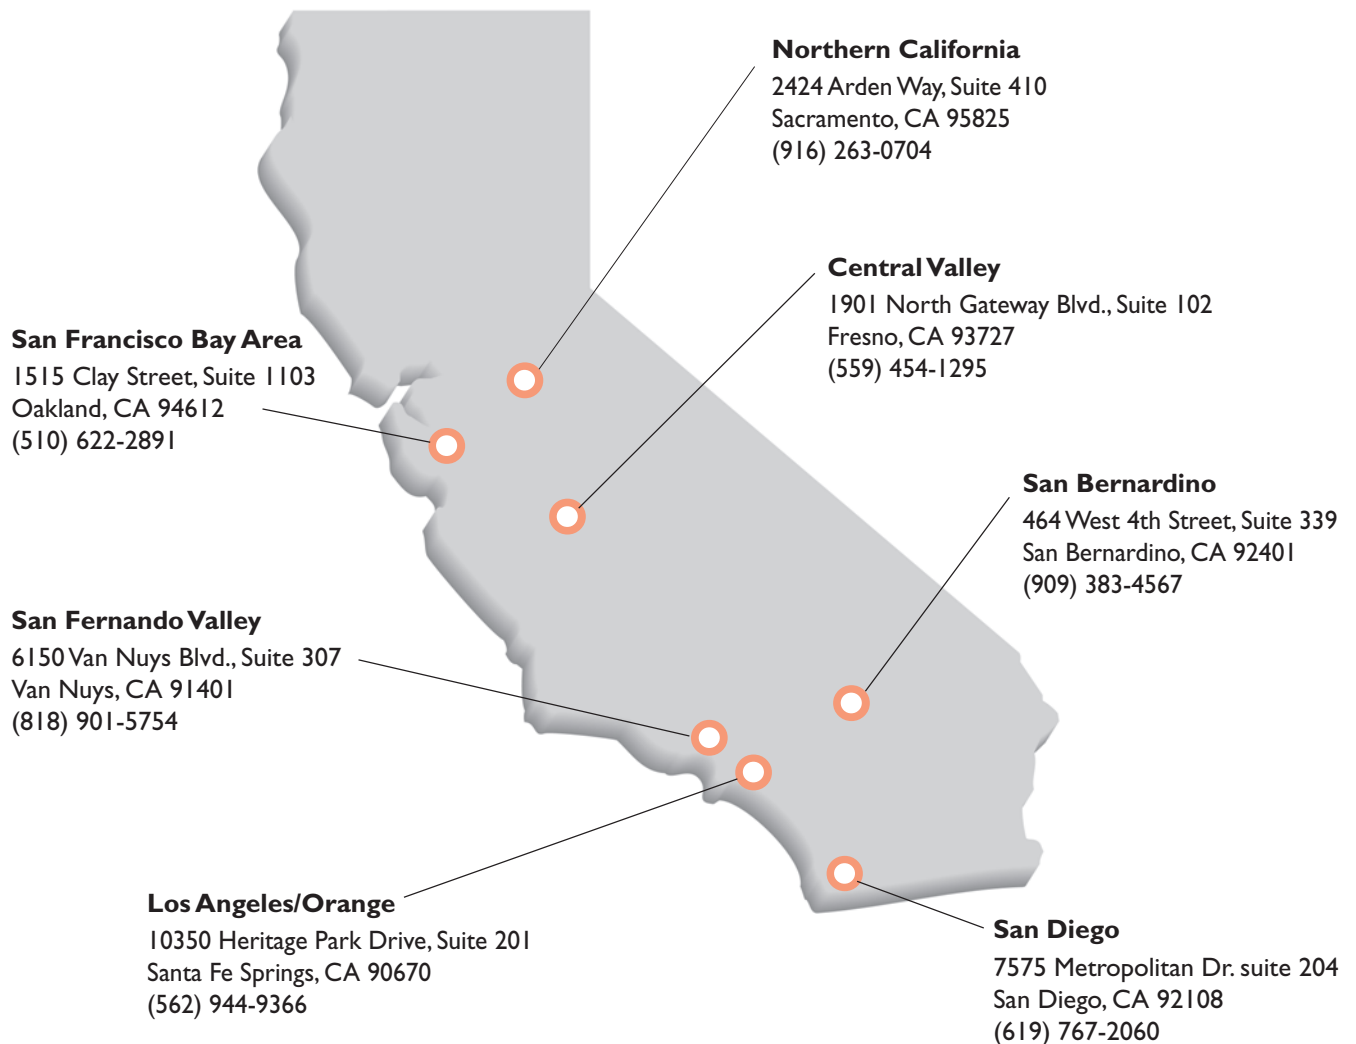 Northern California
2424 Arden Way, Suite 410
Sacramento, CA 95825
(916) 263-0704
Central Valley
1901 North Gateway Blvd., Suite 102
Fresno, CA 93727
(559) 454-1295
San Francisco Bay Area
1515 Clay Street, Suite 1103
Oakland, CA 94612
(510) 622-2891
San Bernardino
464 West 4th Street, Suite 339
San Bernardino, CA 92401
(909) 383-4567
San Fernando Valley
6150 Van Nuys Blvd., Suite 307
Van Nuys, CA 91401
(818) 901-5754
Los Angeles/Orange
10350 Heritage Park Drive, Suite 201
Santa Fe Springs, CA 90670
(562) 944-9366
San Diego
7575 Metropolitan Dr. suite 204
San Diego, CA 92108
(619) 767-2060